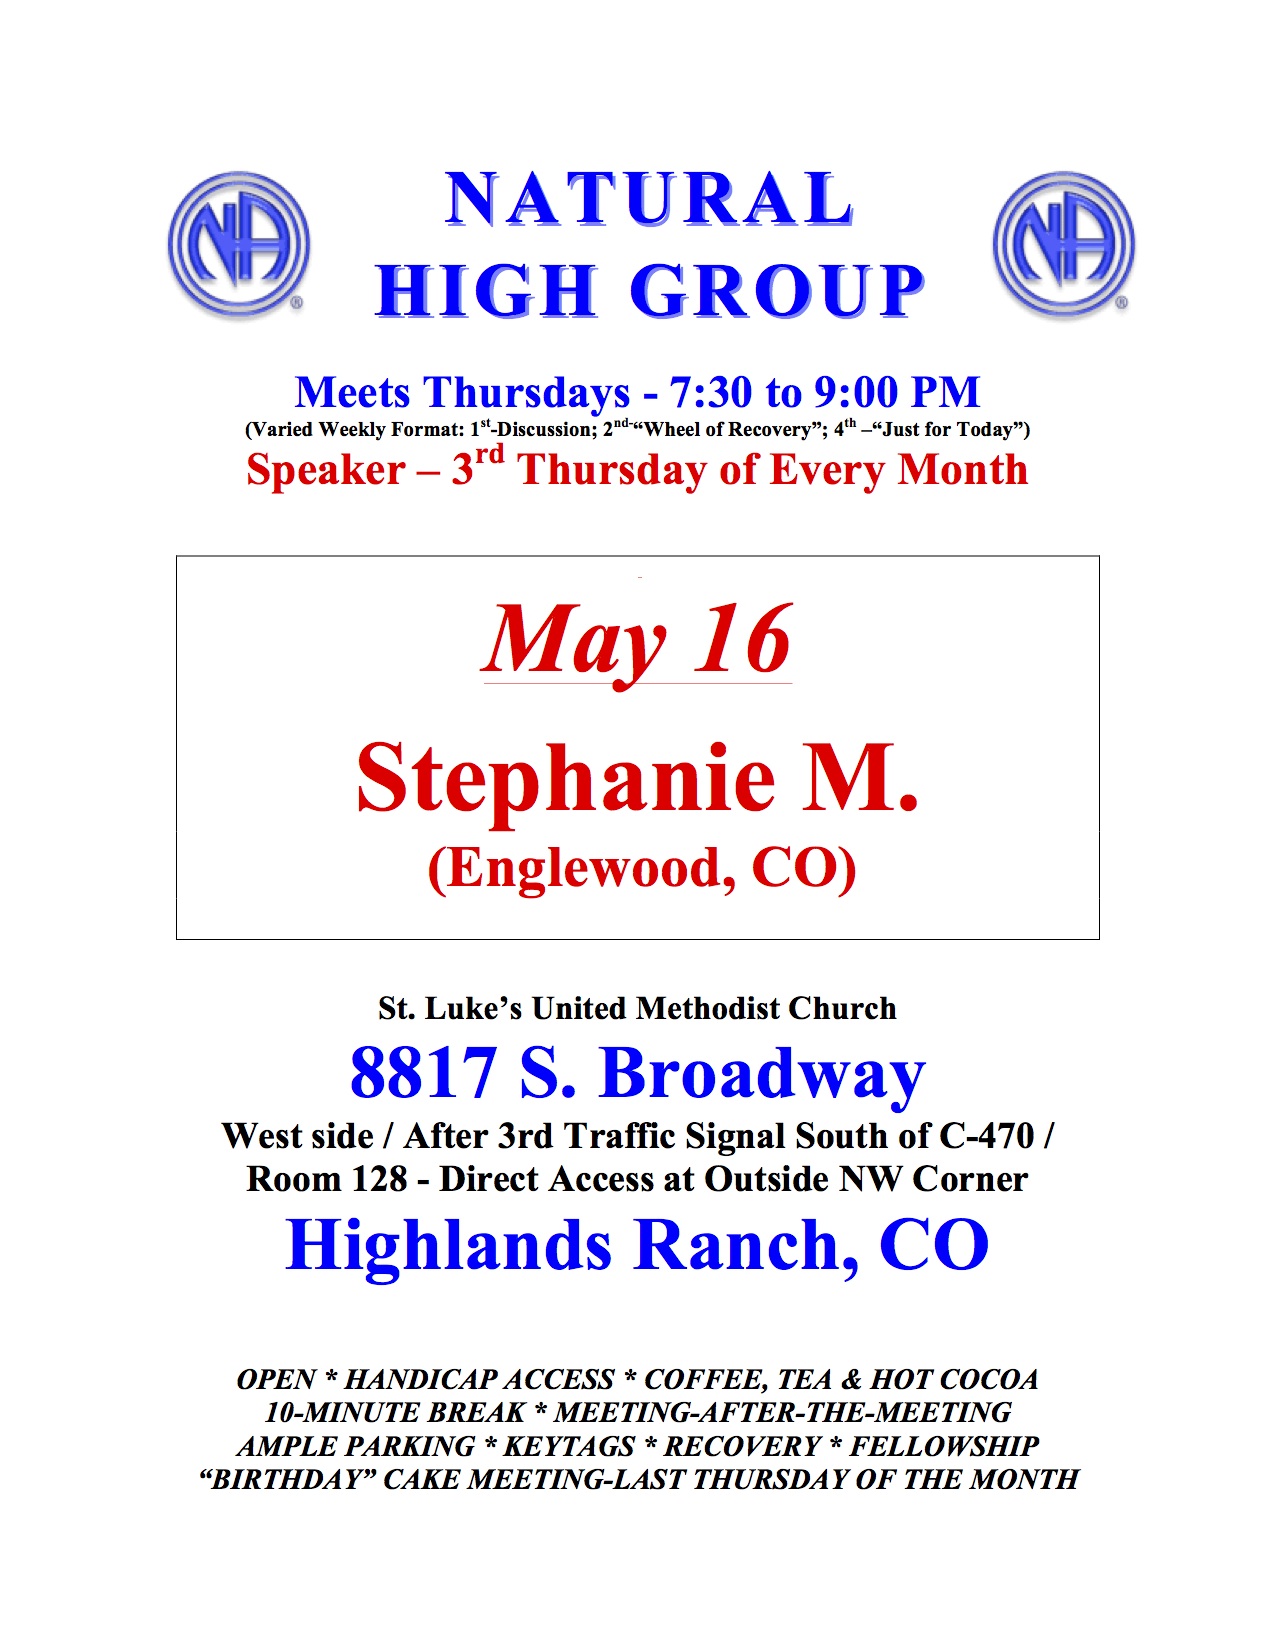 NA ® NATURAL NA ®
HIGH GROUP
Meets Thursdays - 7:30 to 9:00 PM
(Varied Weekly Format: 1st-Discussion; 2nd-“Wheel of Recovery”; 4th –“Just for Today”)
Speaker – 3rd Thursday of Every Month
May 16
Stephanie M.
(Englewood, CO)
St. Luke’s United Methodist Church
8817 S. Broadway
West side / After 3rd Traffic Signal South of C-470 /
Room 128 - Direct Access at Outside NW Corner
Highlands Ranch, CO
OPEN * HANDICAP ACCESS * COFFEE, TEA & HOT COCOA
10-MINUTE BREAK * MEETING-AFTER-THE-MEETING
AMPLE PARKING * KEYTAGS * RECOVERY * FELLOWSHIP
“BIRTHDAY” CAKE MEETING-LAST THURSDAY OF THE MONTH